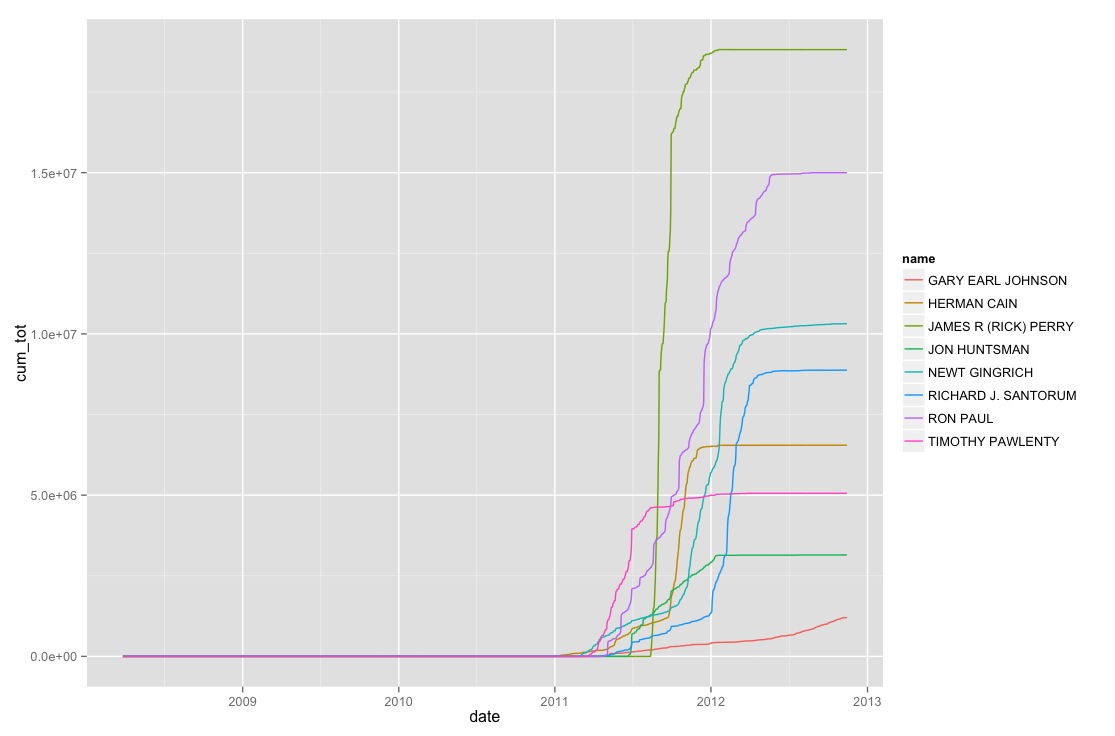 cum_tot
1.5e+07
1.0e+07
5.0e+06
0.0e+00
2009
2010
2011
2012
2013
date
name
GARY EARL JOHNSON
HERMAN CAIN
JAMES R (RICK) PERRY
JON HUNTSMAN
NEWT GINGRICH
RICHARD J. SANTORUM
RON PAUL
TIMOTHY PAWLENTY